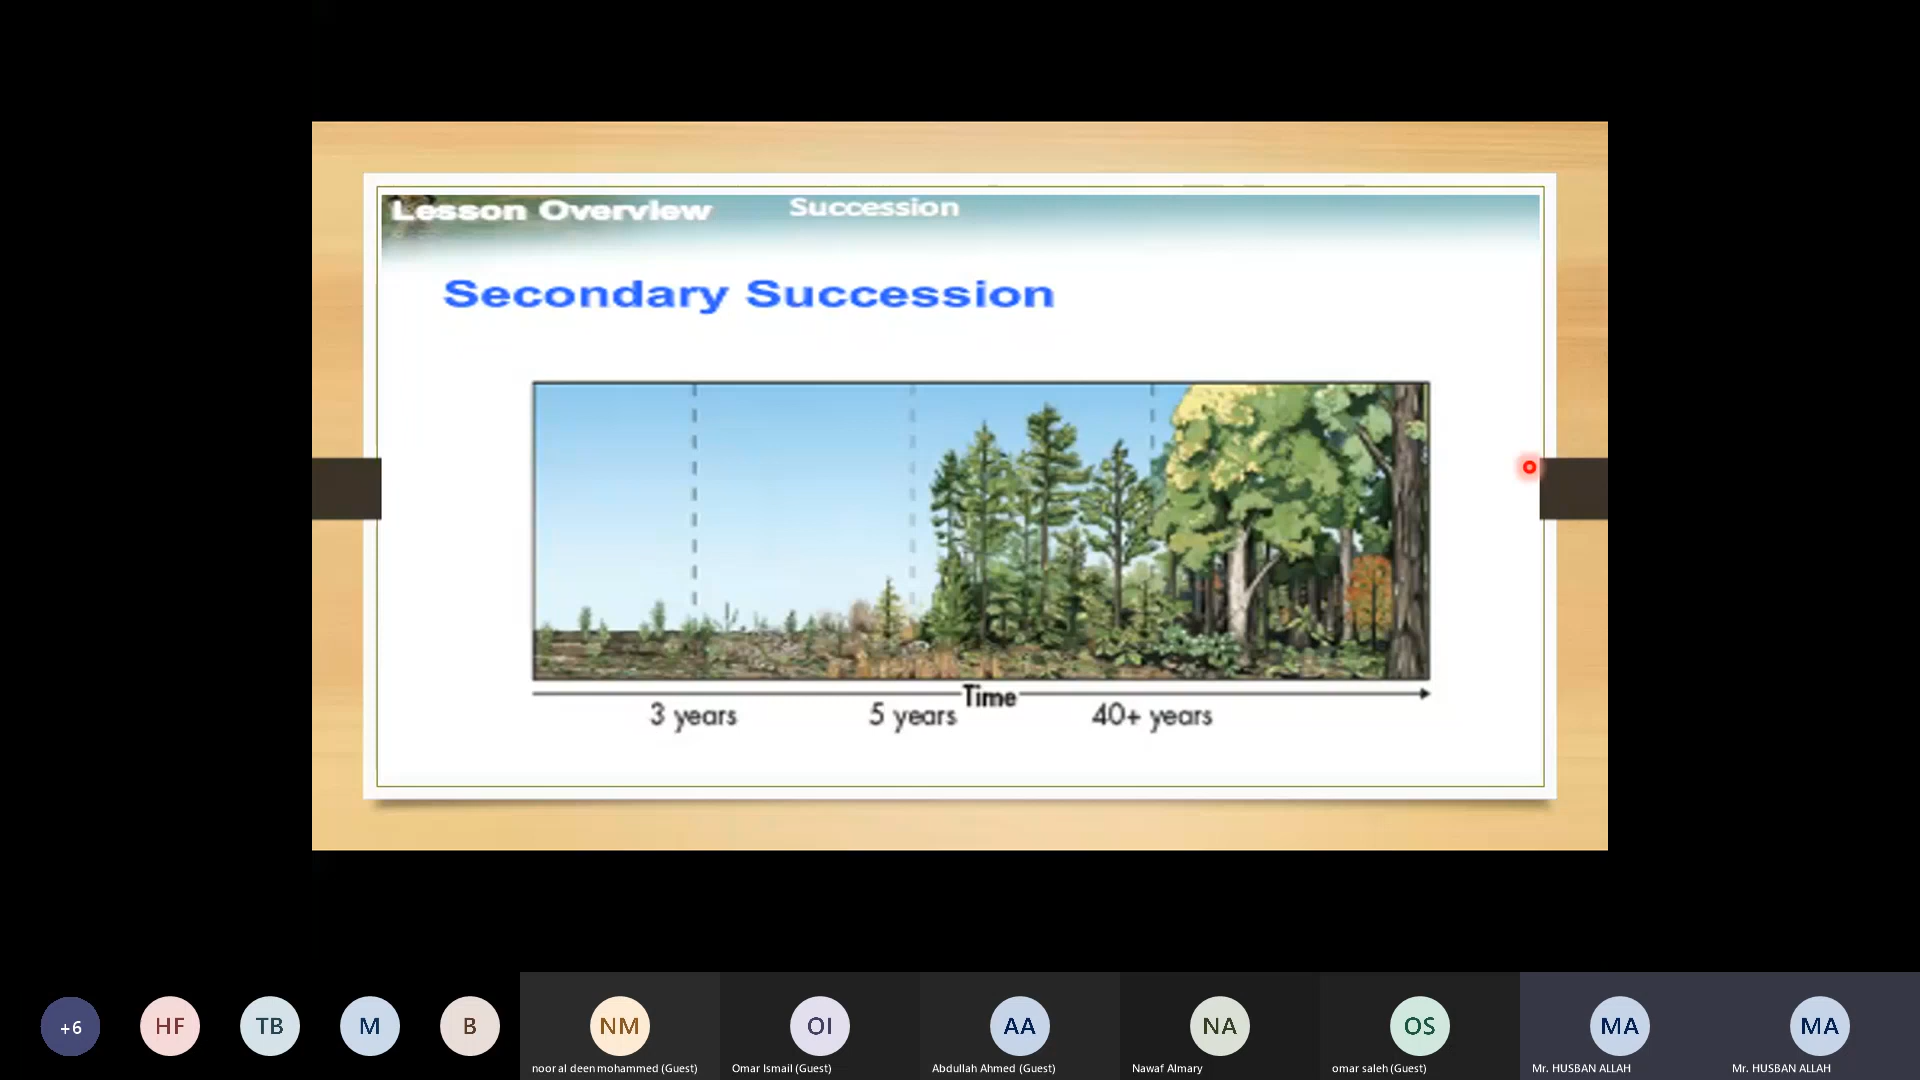 Lesson Overview
Succession
Secondary Succession
Time
3 years
5 years
40+ years
+6
HF
TB
M
B
NM
OI
AA
NA
OS
MA
MA
noor al deen mohammed (Guest)
Omar Ismail (Guest)
Abdullah Ahmed (Guest)
Nawaf Almary
omar saleh (Guest)
Mr. HUSBAN ALLAH
Mr. HUSBAN ALLAH